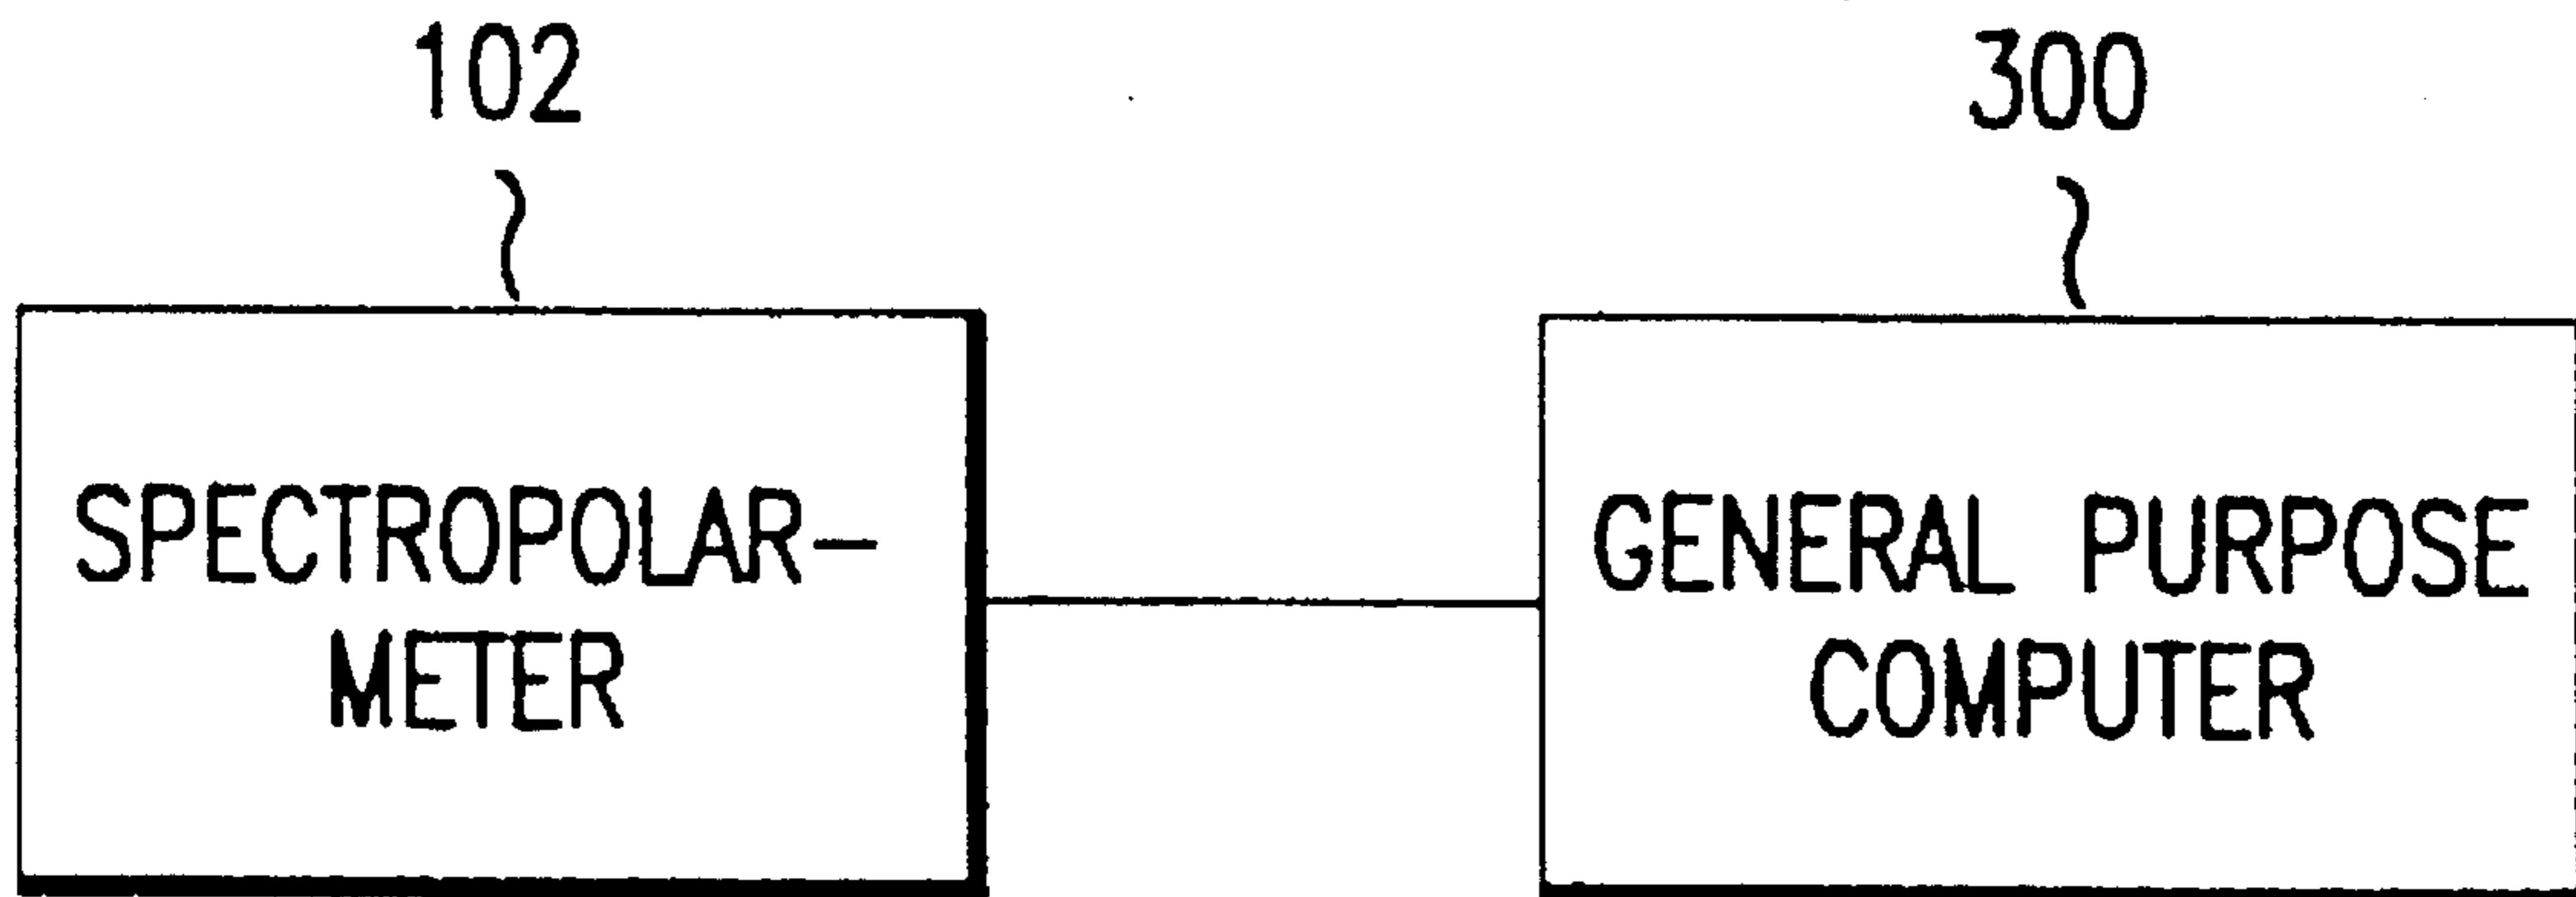 102
300
SPECTROPOLAR-
METER
GENERAL PURPOSE
COMPUTER